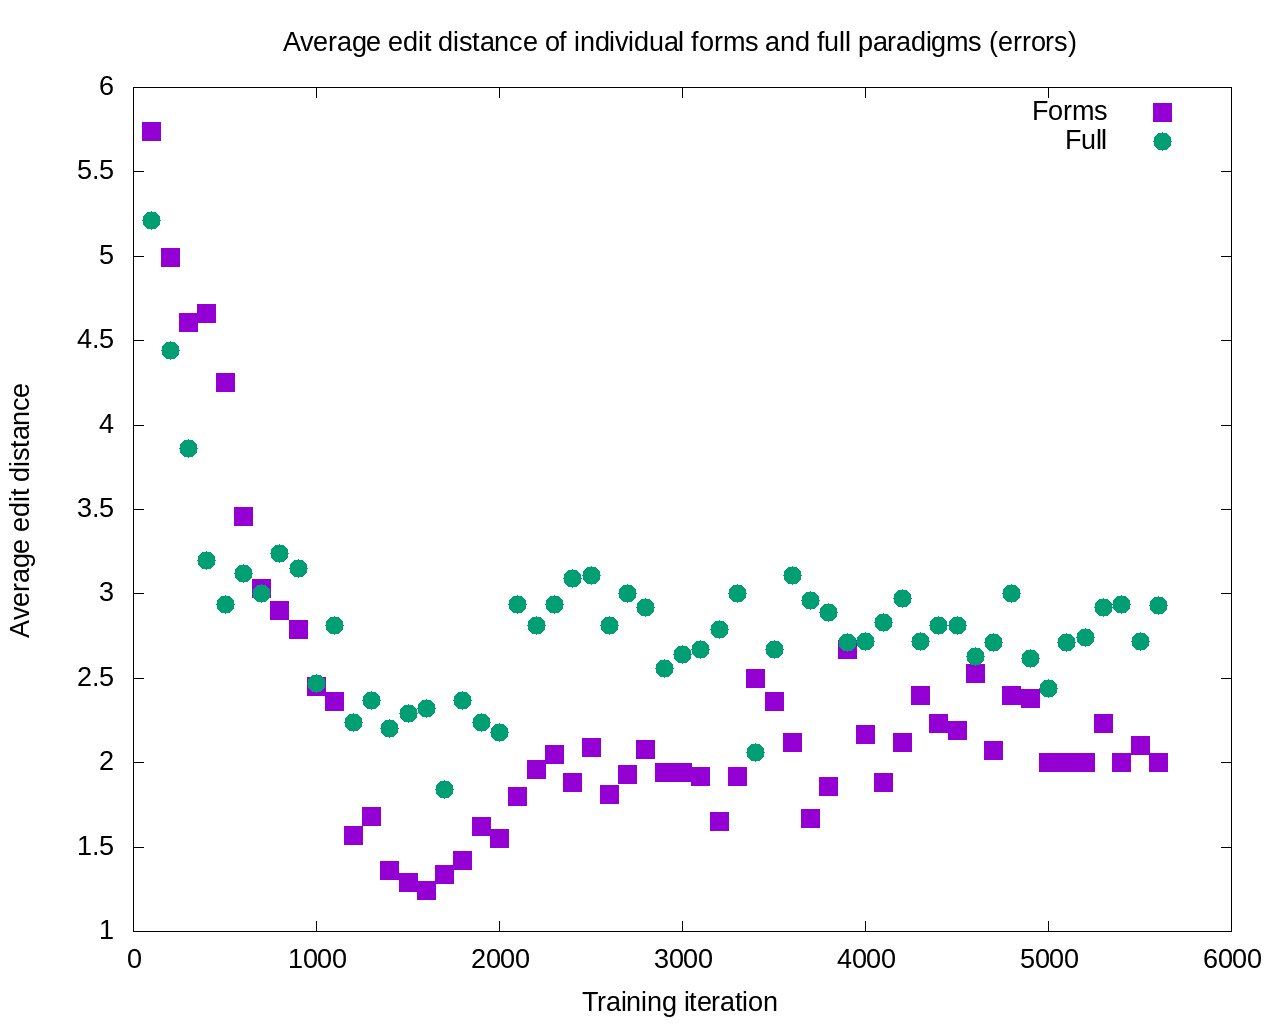 Average edit distance of individual forms and full paradigms (errors)
6
5.5
5
4.5
4
3.5
3
2.5
2
1.5
1
Average edit distance
Forms
Full
0 1000 2000 3000 4000 5000 6000
Training iteration